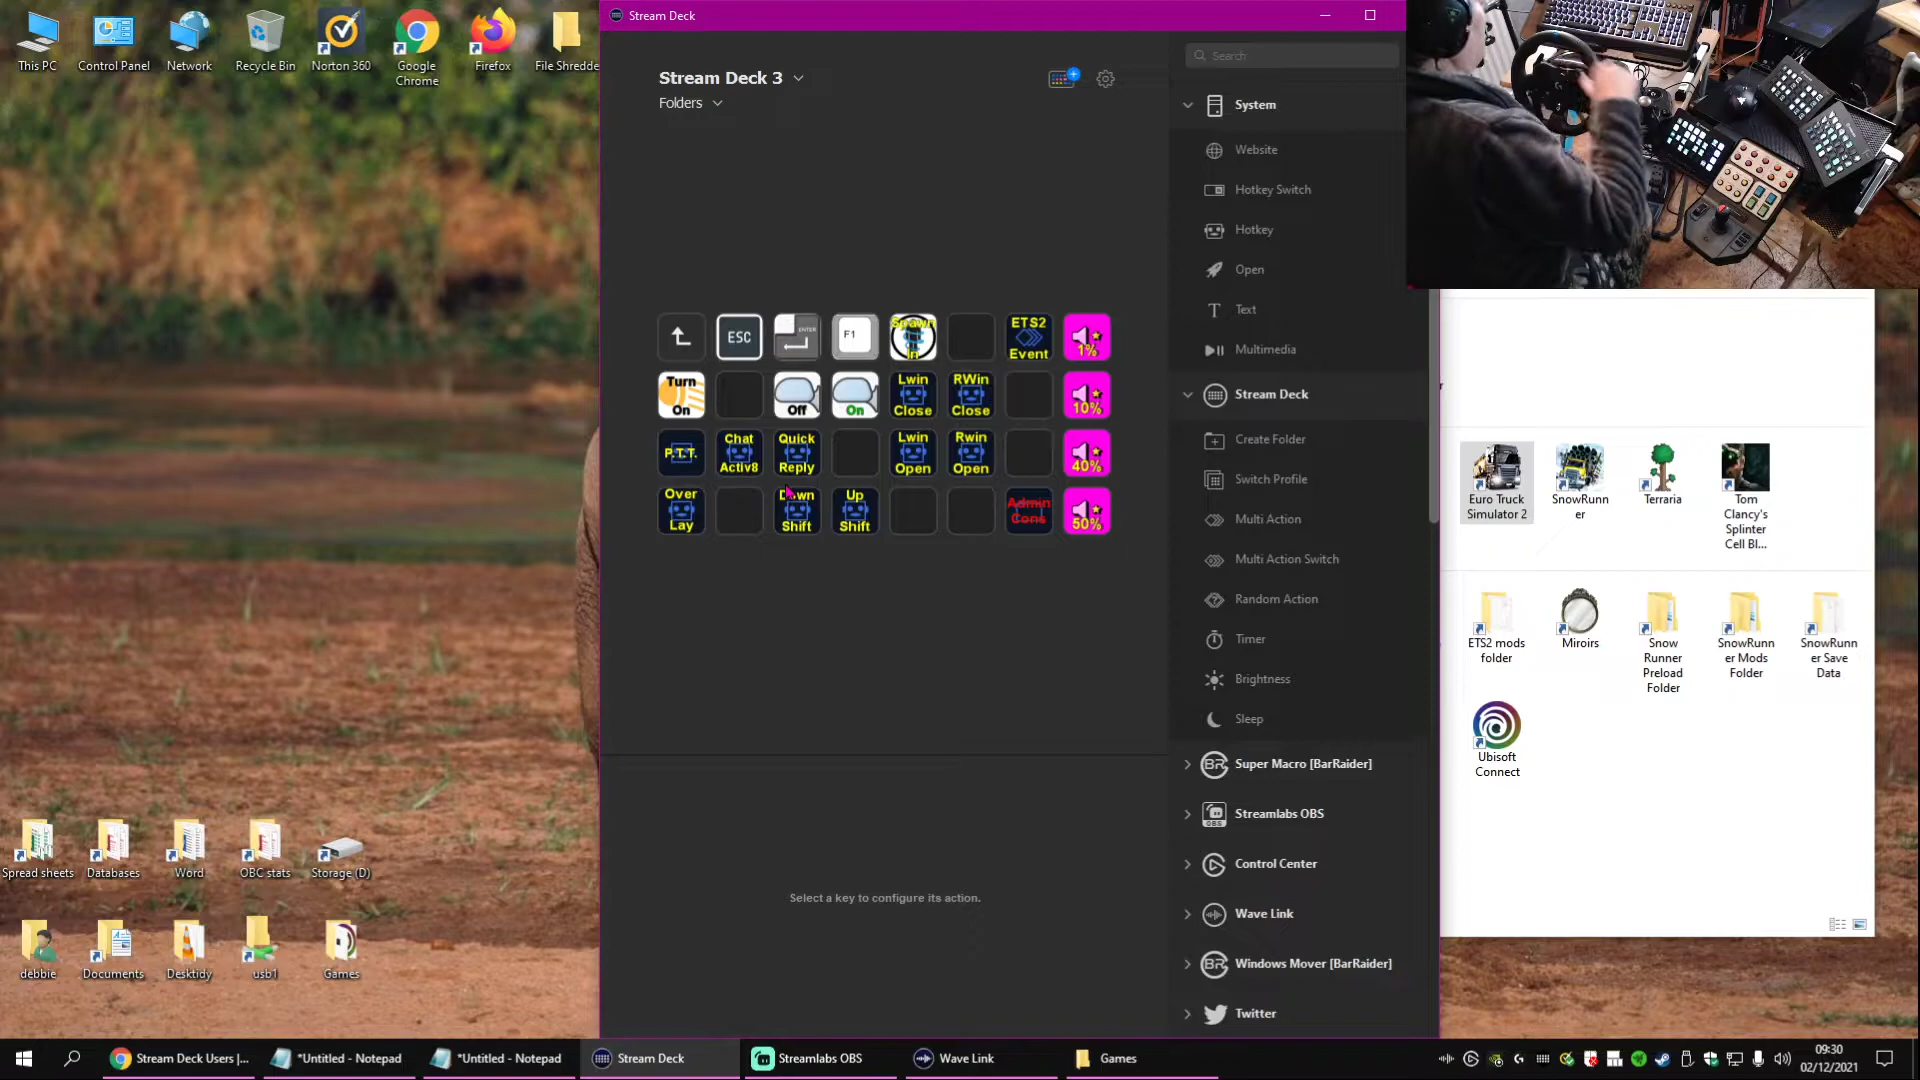 This PC
Control Panel
Network
Recycle Bin
Norton 360
Google
Chrome
Firefox
File Shredde
Spread sheets
Databases
Word
OBC stats
Storage (D)
debbie
Documents
Desktidy
usb1
Games
Stream Deck
Stream Deck 3
Folders
ESC
ENTER
F1
Spawn
In
ETS2
Event
1%
Turn
On
Off
On
Lwin
Close
RWin
Close
10%
P.T.T.
Chat
Activ8
Quick
Reply
Lwin
Open
Rwin
Open
40%
Over
Lay
Down
Shift
Up
Shift
Admin
Cons
50%
Select a key to configure its action.
Search
System
Website
Hotkey Switch
Hotkey
Open
Text
Multimedia
Stream Deck
Create Folder
Switch Profile
Multi Action
Multi Action Switch
Random Action
Timer
Brightness
Sleep
Super Macro [BarRaider]
Streamlabs OBS
Control Center
Wave Link
Windows Mover [BarRaider]
Twitter
Euro Truck
Simulator 2
SnowRunn
er
Terraria
Tom
Clancy's
Splinter
Cell Bl...
ETS2 mods
folder
Miroirs
Snow
Runner
Preload
Folder
SnowRunn
er Mods
Folder
SnowRunn
er Save
Data
Ubisoft
Connect
Stream Deck Users |...
*Untitled - Notepad
*Untitled - Notepad
Stream Deck
Streamlabs OBS
Wave Link
Games
09:30
02/12/2021